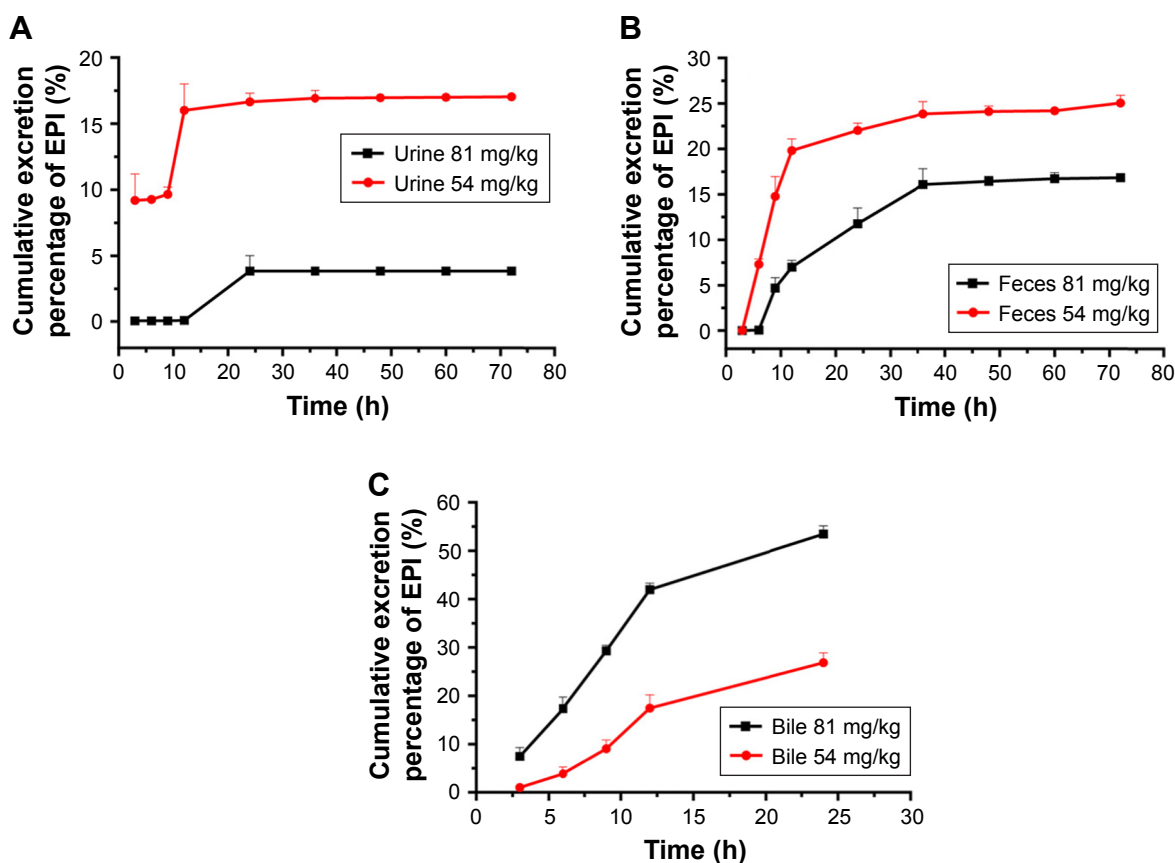 A
Cumulative excretion
percentage of EPI (%)
20
15
10
5
0
Urine 81 mg/kg
Urine 54 mg/kg
0 10 20 30 40 50 60 70 80
Time (h)
B
Cumulative excretion
percentage of EPI (%)
30
25
20
15
10
5
0
Feces 81 mg/kg
Feces 54 mg/kg
0 10 20 30 40 50 60 70 80
Time (h)
C
Cumulative excretion
percentage of EPI (%)
60
50
40
30
20
10
0
Bile 81 mg/kg
Bile 54 mg/kg
0 5 10 15 20 25 30
Time (h)